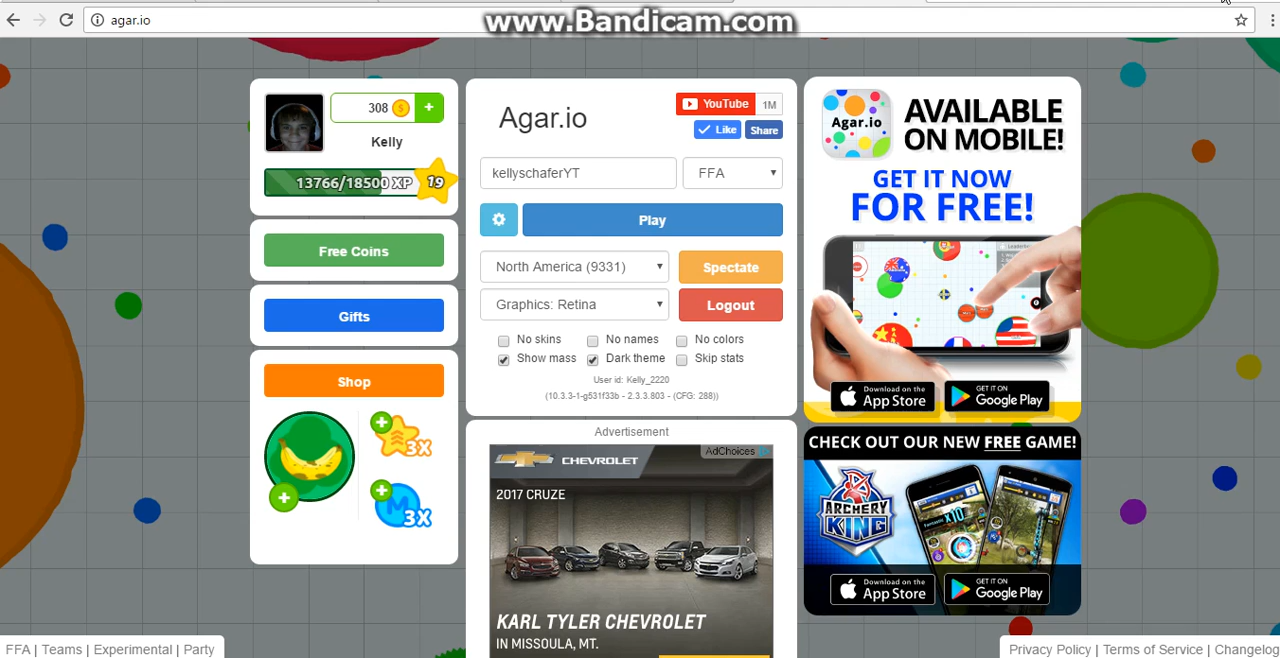 agar.io
www.Bandicam.com
308
Kelly
13766/18500 XP
19
Free Coins
Gifts
Shop
3X
M 3X
Agar.io
YouTube 1M
Like Share
kellyschaferYT
FFA
Play
North America (9331)
Spectate
Graphics: Retina
Logout
No skins No names No colors
Show mass Dark theme Skip stats
User id: Kelly_2220
(10.3.3-1-g531f33b - 2.3.3.803 - (CFG: 288))
Advertisement
AdChoices
CHEVROLET
2017 CRUZE
KARL TYLER CHEVROLET
IN MISSOULA, MT.
Agar.io
AVAILABLE
ON MOBILE!
GET IT NOW
FOR FREE!
Download on the
App Store
GET IT ON
Google Play
CHECK OUT OUR NEW FREE GAME!
ARCHERY
KING
X10
Download on the
App Store
GET IT ON
Google Play
FFA | Teams | Experimental | Party
Privacy Policy | Terms of Service | Changelog